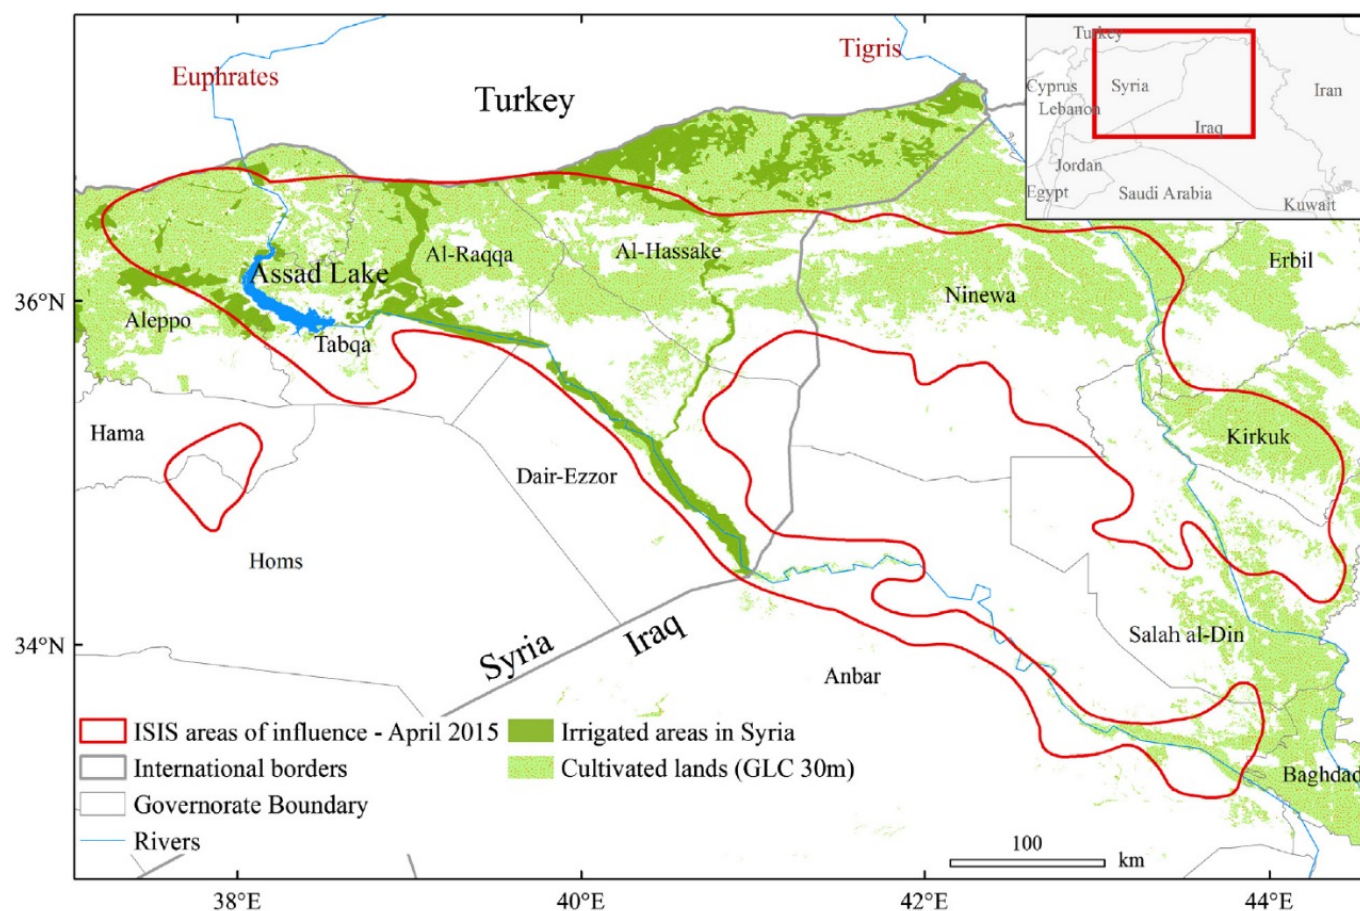 Euphrates
Tigris
Turkey
Turkey
Cyprus
Syria
Iran
Lebanon
Iraq
Jordan
Egypt
Saudi Arabia
Kuwait
36°N
34°N
Assad Lake
Al-Raqqa
Al-Hassake
Ninewa
Erbil
Aleppo
Tabqa
Hama
Kirkuk
Dair-Ezzor
Homs
Syria
Iraq
Salah al-Din
Anbar
Baghdad
ISIS areas of influence - April 2015
International borders
Governorate Boundary
Rivers
Irrigated areas in Syria
Cultivated lands (GLC 30m)
100
km
38°E
40°E
42°E
44°E